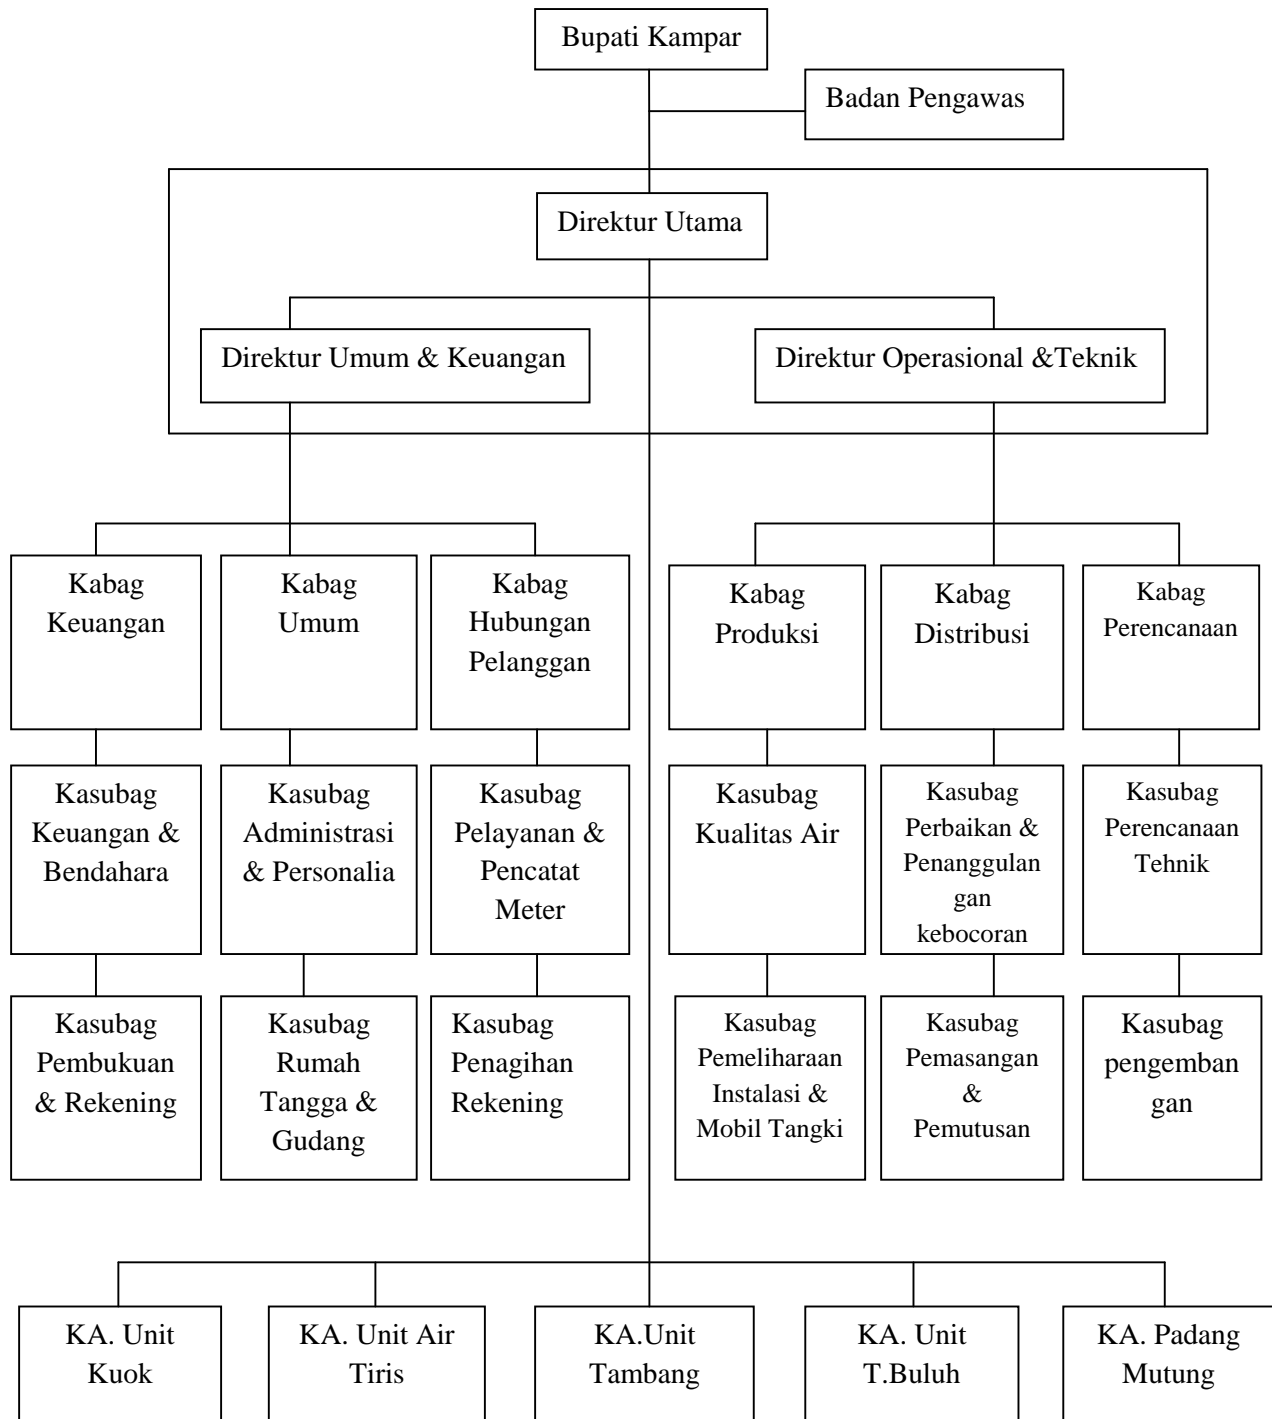 Bupati Kampar
Badan Pengawas
Direktur Utama
Direktur Umum & Keuangan
Direktur Operasional &Teknik
Kabag
Keuangan
Kabag
Umum
Kabag
Hubungan
Pelanggan
Kabag
Produksi
Kabag
Distribusi
Kabag
Perencanaan
Kasubag
Keuangan &
Bendahara
Kasubag
Administrasi
& Personalia
Kasubag
Pelayanan &
Pencatat
Meter
Kasubag
Kualitas Air
Kasubag
Perbaikan &
Penanggulan
gan
kebocoran
Kasubag
Perencanaan
Tehnik
Kasubag
Pembukuan
& Rekening
Kasubag
Rumah
Tangga &
Gudang
Kasubag
Penagihan
Rekening
Kasubag
Pemeliharaan
Instalasi &
Mobil Tangki
Kasubag
Pemasangan
&
Pemutusan
Kasubag
pengemban
gan
KA. Unit
Kuok
KA. Unit Air
Tiris
KA.Unit
Tambang
KA. Unit
T.Buluh
KA. Padang
Mutung